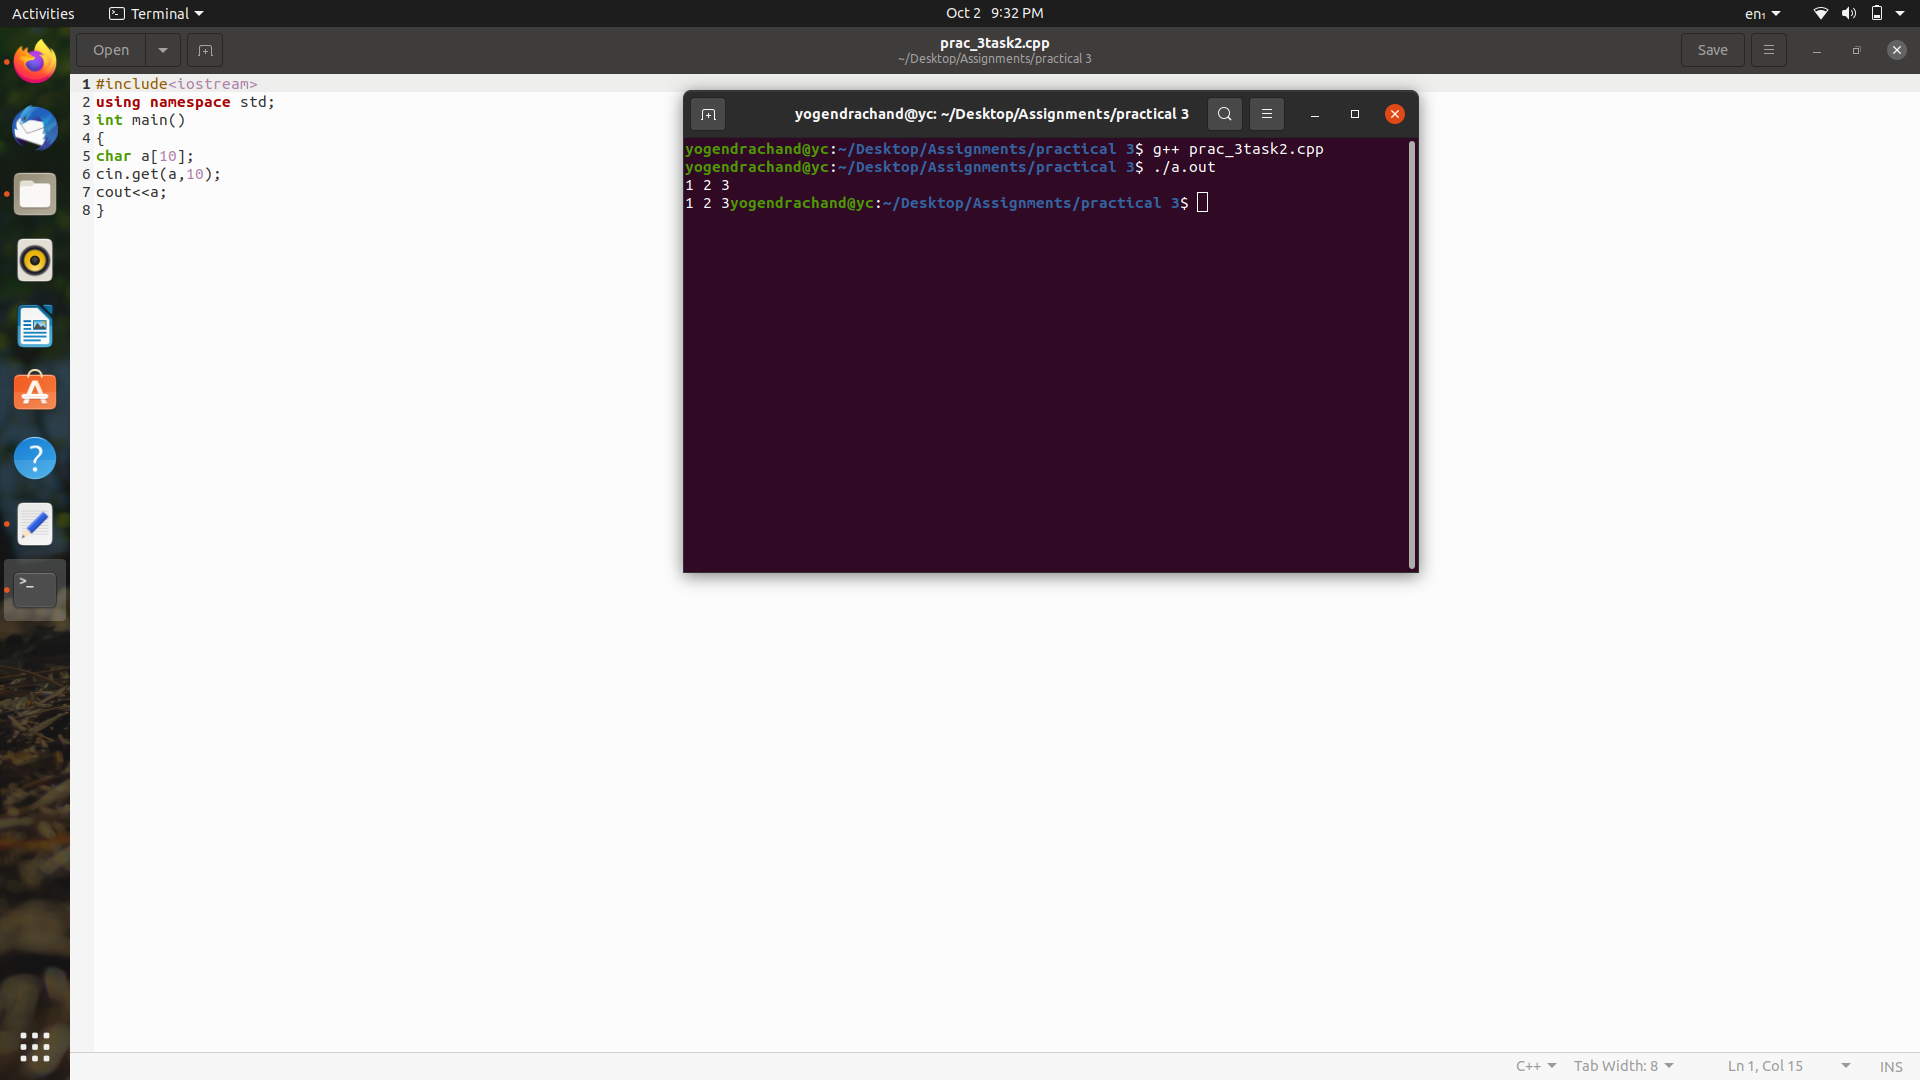 Activities Terminal Oct 2 9:32 PM en₁
Open prac_3task2.cpp Save
~/Desktop/Assignments/practical 3
1 #include<iostream>
2 using namespace std;
3 int main()
4 {
5 char a[10];
6 cin.get(a,10);
7 cout<<a;
8 }
yogendrachand@yc: ~/Desktop/Assignments/practical 3
yogendrachand@yc:~/Desktop/Assignments/practical 3$ g++ prac_3task2.cpp
yogendrachand@yc:~/Desktop/Assignments/practical 3$ ./a.out
1 2 3
1 2 3yogendrachand@yc:~/Desktop/Assignments/practical 3$
C++ Tab Width: 8 Ln 1, Col 15 INS